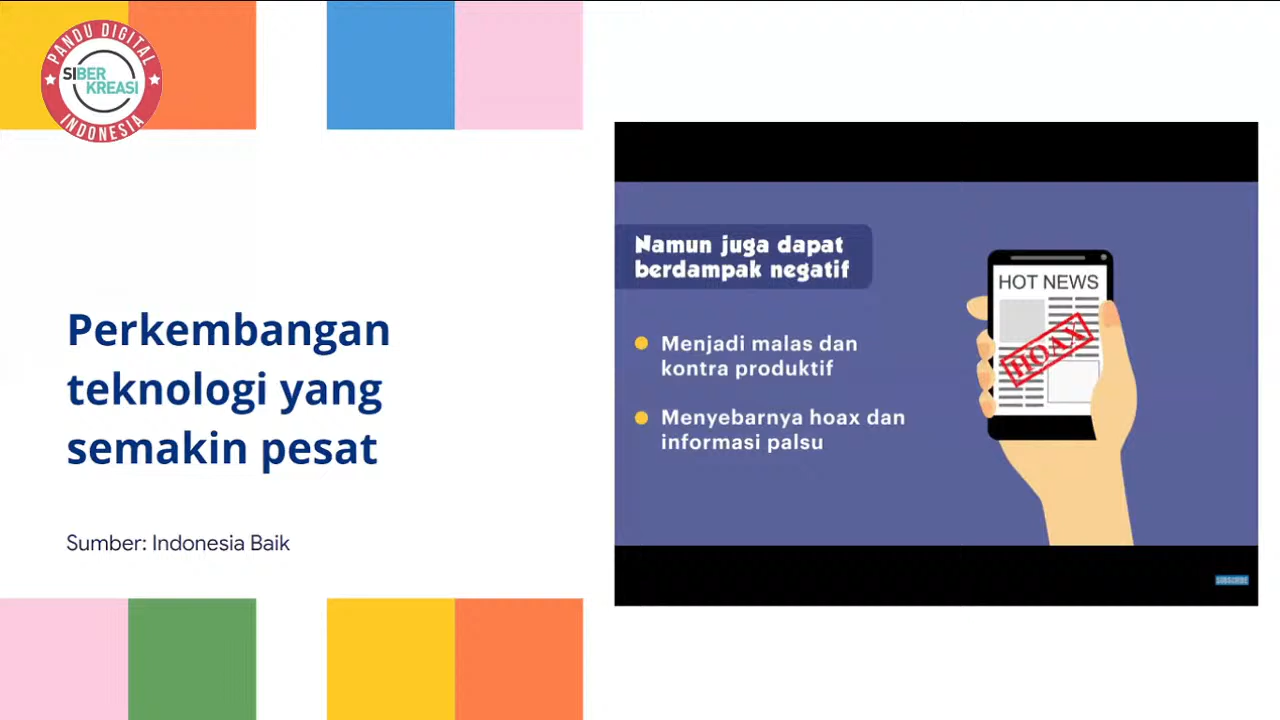 PANDU DIGITAL
SIBER
KREASI
INDONESIA
Perkembangan
teknologi yang
semakin pesat
Sumber: Indonesia Baik
Namun juga dapat
berdampak negatif
Menjadi malas dan
kontra produktif
Menyebarnya hoax dan
informasi palsu
HOT NEWS
HOAX
SUBSCRIBE